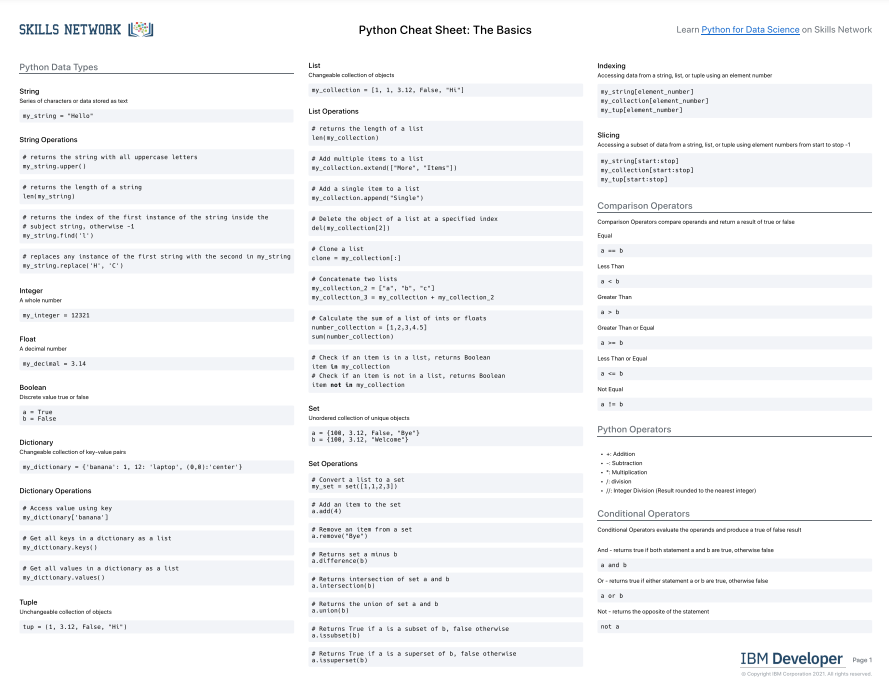 SKILLS NETWORK
Python Cheat Sheet: The Basics
Learn Python for Data Science on Skills Network
Python Data Types
String
Series of characters or data stored as text
my_string = "Hello"
String Operations
# returns the string with all uppercase letters
my_string.upper()
# returns the length of a string
len(my_string)
# returns the index of the first instance of the string inside the
# subject string, otherwise -1
my_string.find('l')
# replaces any instance of the first string with the second in my_string
my_string.replace('H', 'C')
Integer
A whole number
my_integer = 12321
Float
A decimal number
my_decimal = 3.14
Boolean
Discrete value true or false
a = True
b = False
Dictionary
Changeable collection of key-value pairs
my_dictionary = {'banana': 1, 12: 'laptop', (0,0):'center'}
Dictionary Operations
# Access value using key
my_dictionary['banana']
# Get all keys in a dictionary as a list
my_dictionary.keys()
# Get all values in a dictionary as a list
my_dictionary.values()
Tuple
Unchangeable collection of objects
tup = (1, 3.12, False, "Hi")
List
Changeable collection of objects
my_collection = [1, 1, 3.12, False, "Hi"]
List Operations
# returns the length of a list
len(my_collection)
# Add multiple items to a list
my_collection.extend(["More", "Items"])
# Add a single item to a list
my_collection.append("Single")
# Delete the object of a list at a specified index
del(my_collection[2])
# Clone a list
clone = my_collection[:]
# Concatenate two lists
my_collection_2 = ["a", "b", "c"]
my_collection_3 = my_collection + my_collection_2
# Calculate the sum of a list of ints or floats
number_collection = [1,2,3,4.5]
sum(number_collection)
# Check if an item is in a list, returns Boolean
item in my_collection
# Check if an item is not in a list, returns Boolean
item not in my_collection
Set
Unordered collection of unique objects
a = {100, 3.12, False, "Bye"}
b = {100, 3.12, "Welcome"}
Set Operations
# Convert a list to a set
my_set = set([1,1,2,3])
# Add an item to the set
a.add(4)
# Remove an item from a set
a.remove("Bye")
# Returns set a minus b
a.difference(b)
# Returns intersection of set a and b
a.intersection(b)
# Returns the union of set a and b
a.union(b)
# Returns True if a is a subset of b, false otherwise
a.issubset(b)
# Returns True if a is a superset of b, false otherwise
a.issuperset(b)
Indexing
Accessing data from a string, list, or tuple using an element number
my_string[element_number]
my_collection[element_number]
my_tup[element_number]
Slicing
Accessing a subset of data from a string, list, or tuple using element numbers from start to stop -1
my_string[start:stop]
my_collection[start:stop]
my_tup[start:stop]
Comparison Operators
Comparison Operators compare operands and return a result of true or false
Equal
a == b
Less Than
a < b
Greater Than
a > b
Greater Than or Equal
a >= b
Less Than or Equal
a <= b
Not Equal
a != b
Python Operators
• +: Addition
• -: Subtraction
• *: Multiplication
• /: division
• //: Integer Division (Result rounded to the nearest integer)
Conditional Operators
Conditional Operators evaluate the operands and produce a true of false result
And - returns true if both statement a and b are true, otherwise false
a and b
Or - returns true if either statement a or b are true, otherwise false
a or b
Not - returns the opposite of the statement
not a
IBM Developer
Page 1
© Copyright IBM Corporation 2021. All rights reserved.